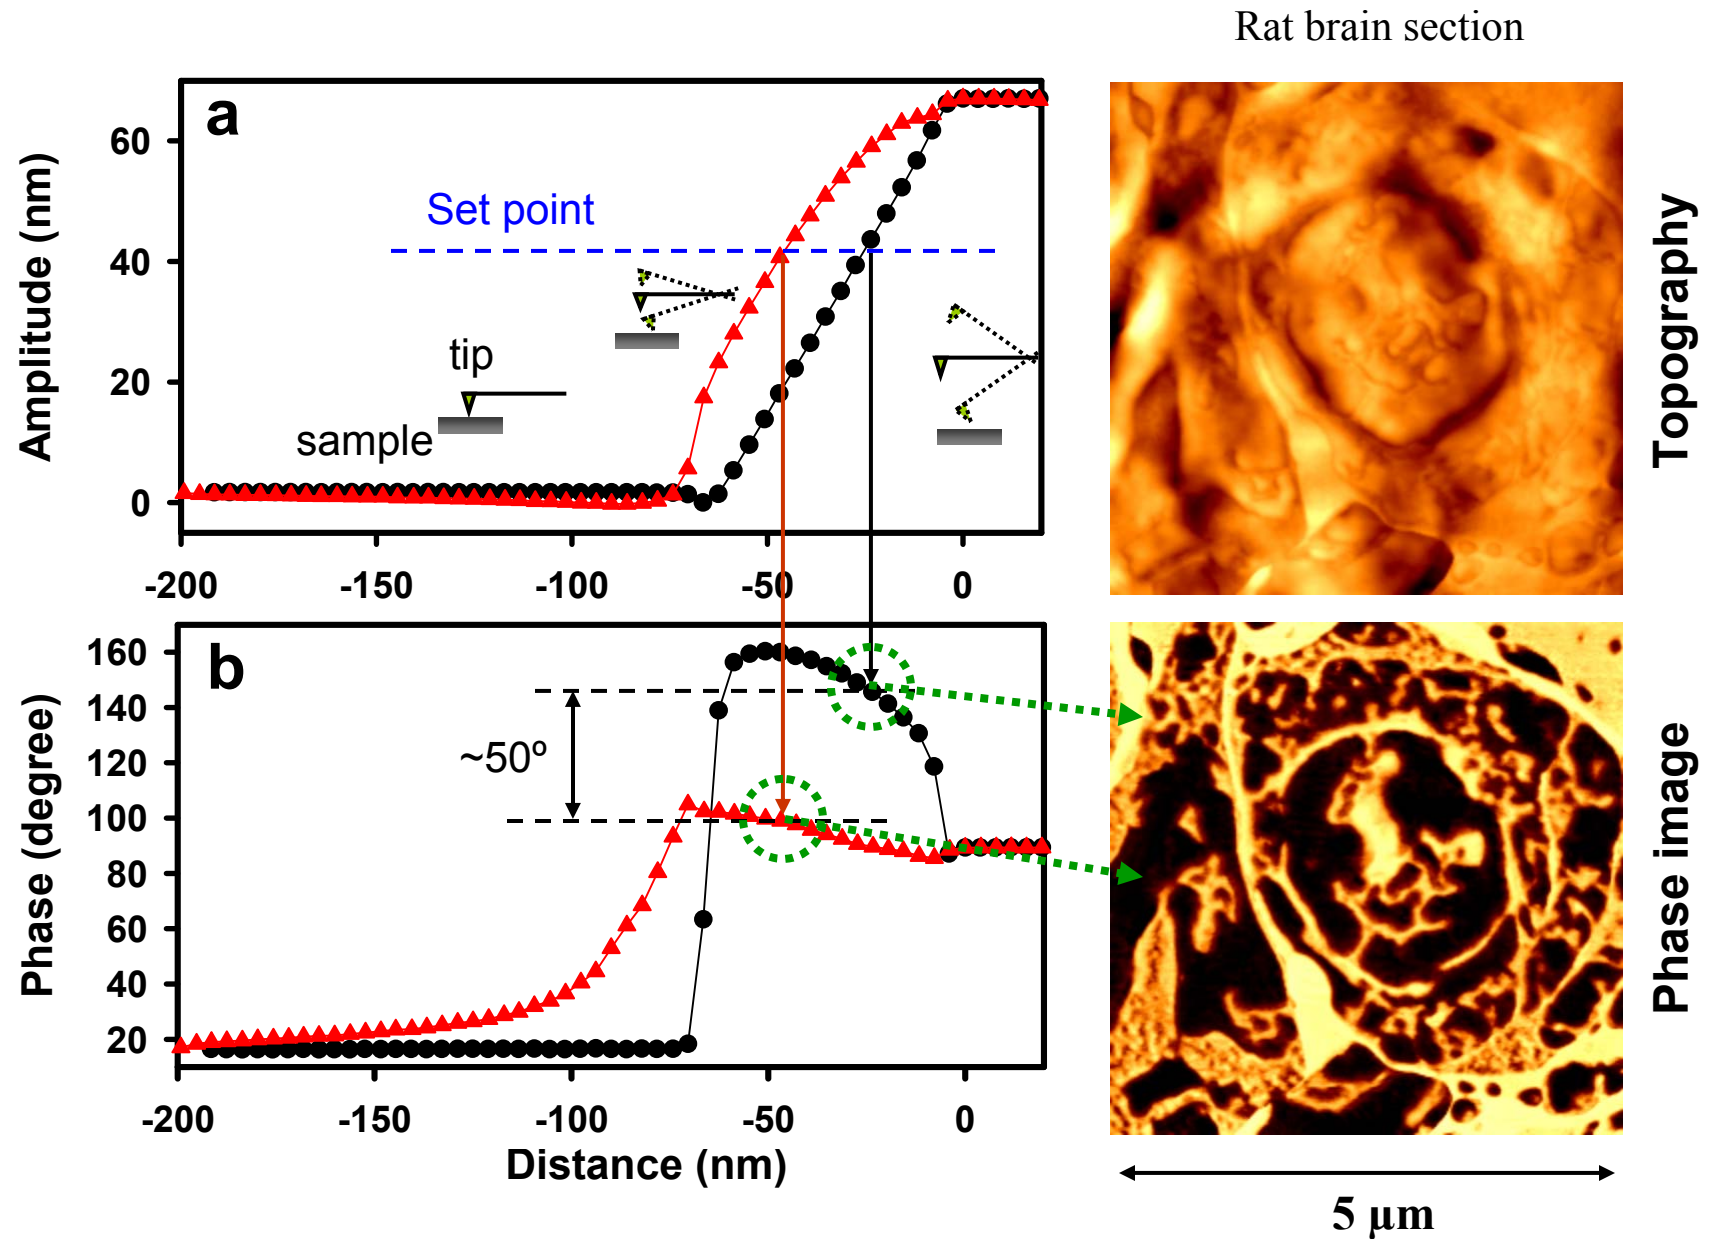 Rat brain section
a
Amplitude (nm)
60
40
20
0
Set point
tip
sample
-200 -150 -100 -50 0
Topography
b
Phase (degree)
160
140
120
100
80
60
40
20
~50º
-200 -150 -100 -50 0
Distance (nm)
Phase image
5 µm